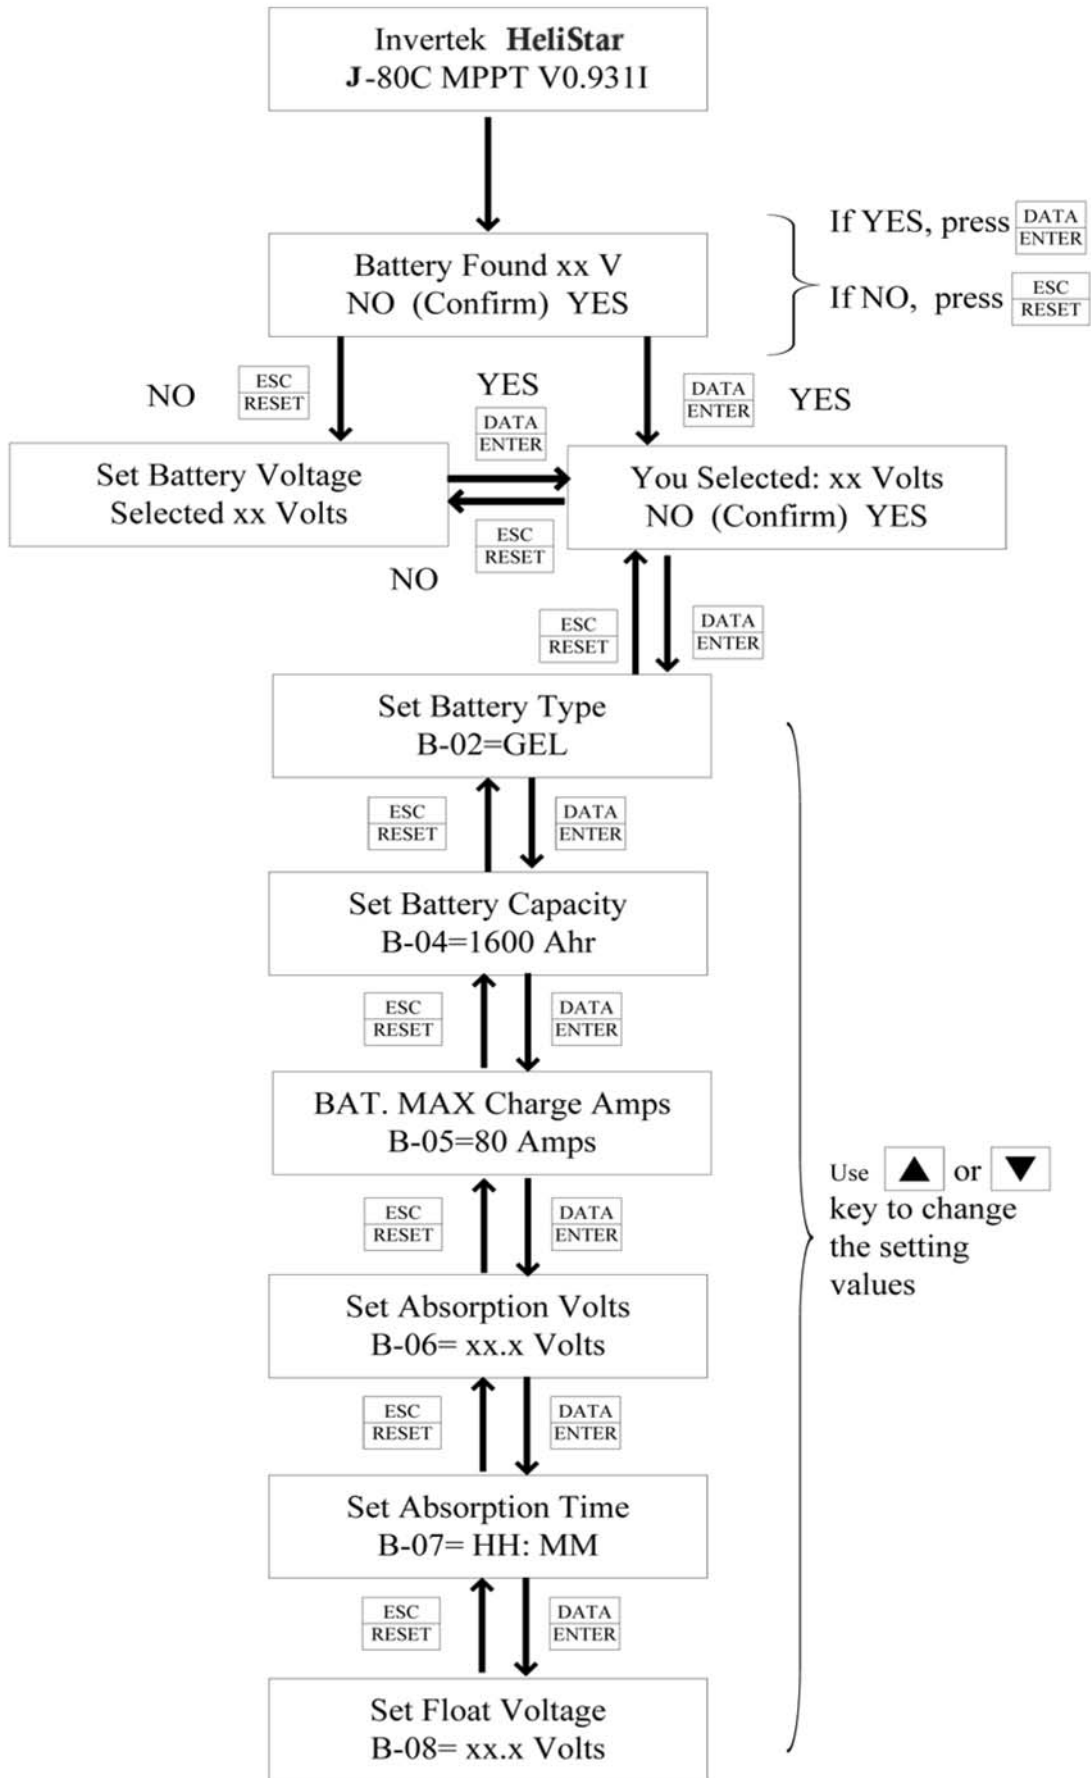 Invertek HeliStar
J-80C MPPT V0.931I
If YES, press DATA ENTER
If NO, press ESC RESET
Battery Found xx V
NO (Confirm) YES
NO
ESC
RESET
YES
DATA
ENTER
DATA
ENTER
YES
Set Battery Voltage
Selected xx Volts
You Selected: xx Volts
NO (Confirm) YES
ESC
RESET
NO
ESC
RESET
DATA
ENTER
Set Battery Type
B-02=GEL
ESC
RESET
DATA
ENTER
Set Battery Capacity
B-04=1600 Ahr
ESC
RESET
DATA
ENTER
BAT. MAX Charge Amps
B-05=80 Amps
Use ▲ or ▼
key to change
the setting
values
ESC
RESET
DATA
ENTER
Set Absorption Volts
B-06= xx.x Volts
ESC
RESET
DATA
ENTER
Set Absorption Time
B-07= HH: MM
ESC
RESET
DATA
ENTER
Set Float Voltage
B-08= xx.x Volts